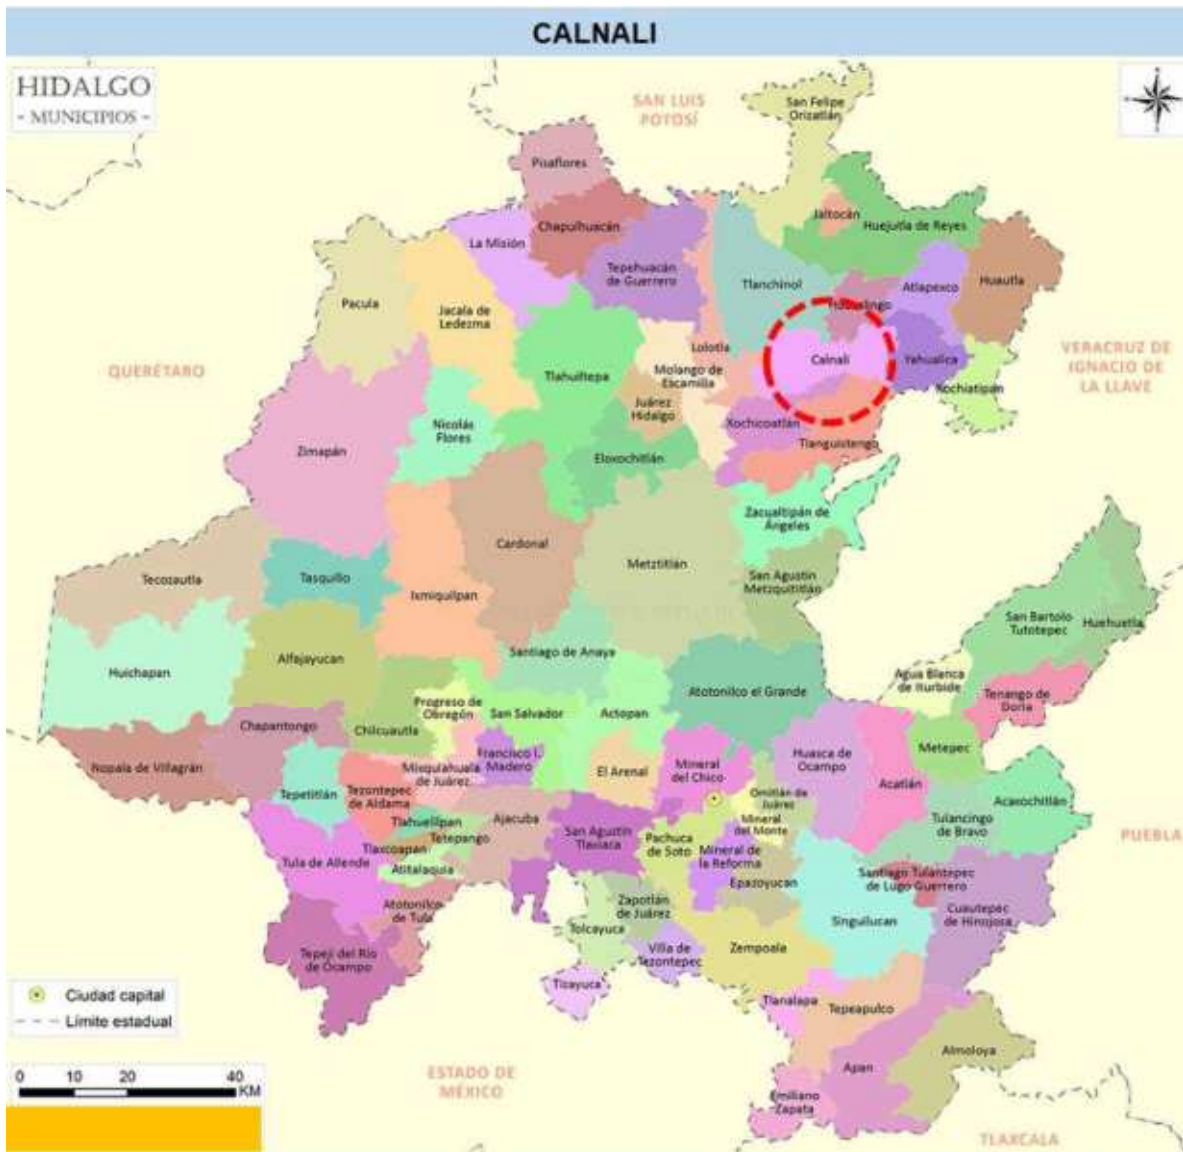 CALNALI
HIDALGO
- MUNICIPIOS -
SAN LUIS
POTOSÍ
San Felipe
Orizatlán
Pisaflores
Jaltocán
Chapulhuacán
Huejutla de Reyes
La Misión
Tepehuacán
de Guerrero
Tlanchinol
Atlapexco
Huautla
Pacula
Jacala de
Ledezma
Lolotla
Calnali
Yahualica
VERACRUZ DE
IGNACIO DE
LA LLAVE
QUERÉTARO
Tlahuiltepa
Molango de
Escamilla
Xochiatipan
Juárez
Hidalgo
Nicolás
Flores
Xochicoatlán
Tianguistengo
Zimapán
Eloxochitlán
Zacualtipán de
Ángeles
Cardonal
Metztitlán
Tecozautla
Tasquillo
Ixmiquilpan
San Agustín
Metzquititlán
San Bartolo
Tutotepec
Huehuetla
Santiago de Anaya
Alfajayucan
Huichapan
Agua Blanca
de Iturbide
Atotonilco el Grande
Tenango de
Doria
Progreso de
Obregón
San Salvador
Actopan
Chapantongo
Chilcuautla
Metepec
Francisco I.
Madero
Huasca de
Ocampo
Nopala de Villagrán
Mixquiahuala
de Juárez
El Arenal
Mineral
del Chico
Acatlán
Tepetitlán
Tezontepec
de Aldama
Omitlán de
Juárez
Acaxochitlán
Tlahuelilpan
Ajacuba
Tulancingo
de Bravo
Mineral
del Monte
San Agustín
Tlaxiaca
Pachuca
de Soto
Tetepango
PUEBLA
Tlaxcoapan
Mineral de
la Reforma
Tula de Allende
Atitalaquia
Santiago Tulantepec
de Lugo Guerrero
Epazoyucan
Atotonilco
de Tula
Zapotlán
de Juárez
Cuautepec
de Hinojosa
Singuilucan
Tolcayuca
Tepeji del Río
de Ocampo
Villa de
Tezontepec
Zempoala
Tizayuca
Ciudad capital
Tlanalapa
Tepeapulco
Límite estadual
Almoloya
Apan
ESTADO DE
MÉXICO
0 10 20 40
KM
Emiliano
Zapata
TLAXCALA